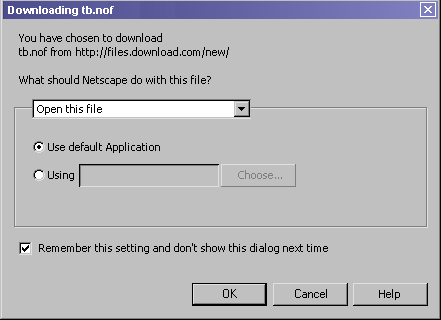 Downloading tb.nof
You have chosen to download
tb.nof from http://files.download.com/new/
What should Netscape do with this file?
Open this file
Use default Application
Using
Choose...
Remember this setting and don't show this dialog next time
OK
Cancel
Help